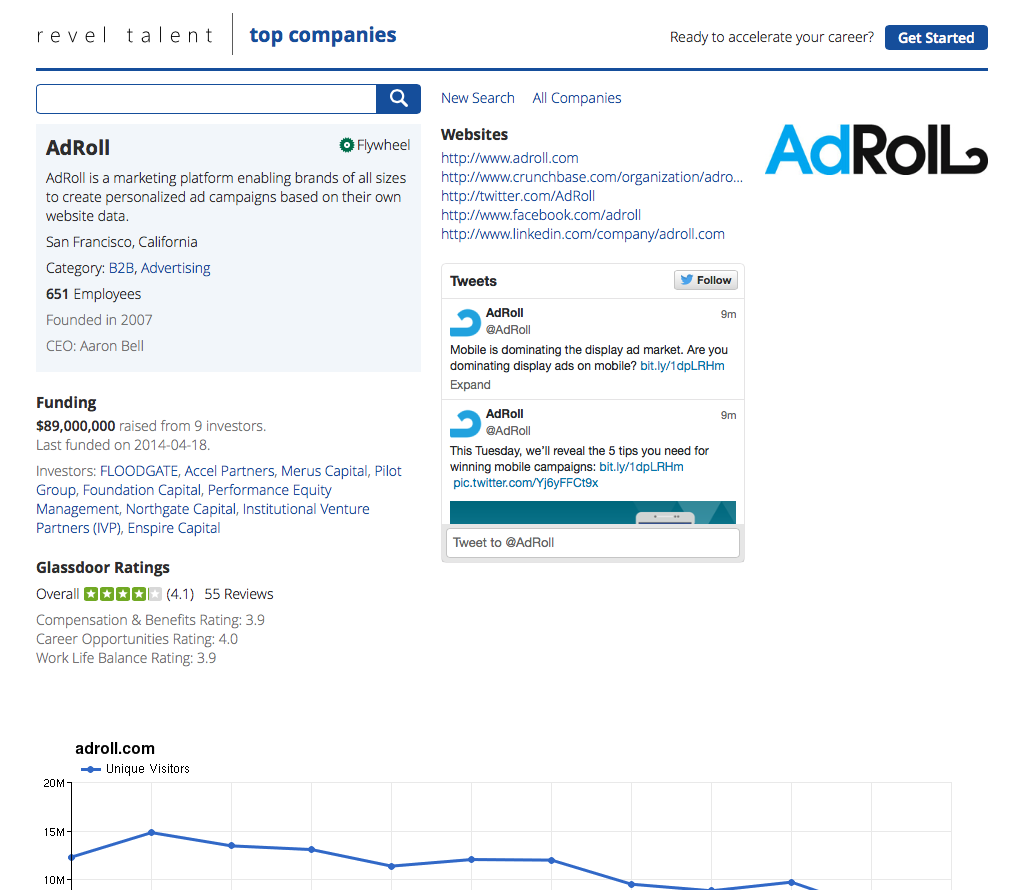 revel talent
top companies
Ready to accelerate your career?
Get Started
New Search
All Companies
AdRoll
Flywheel
AdRoll is a marketing platform enabling brands of all sizes
to create personalized ad campaigns based on their own
website data.
San Francisco, California
Category: B2B, Advertising
651 Employees
Founded in 2007
CEO: Aaron Bell
Funding
$89,000,000 raised from 9 investors.
Last funded on 2014-04-18.
Investors: FLOODGATE, Accel Partners, Merus Capital, Pilot
Group, Foundation Capital, Performance Equity
Management, Northgate Capital, Institutional Venture
Partners (IVP), Enspire Capital
Glassdoor Ratings
Overall (4.1) 55 Reviews
Compensation & Benefits Rating: 3.9
Career Opportunities Rating: 4.0
Work Life Balance Rating: 3.9
Websites
http://www.adroll.com
http://www.crunchbase.com/organization/adro...
http://twitter.com/AdRoll
http://www.facebook.com/adroll
http://www.linkedin.com/company/adroll.com
AdRoll
Tweets
Follow
AdRoll
9m
@AdRoll
Mobile is dominating the display ad market. Are you
dominating display ads on mobile? bit.ly/1dpLRHm
Expand
AdRoll
9m
@AdRoll
This Tuesday, we'll reveal the 5 tips you need for
winning mobile campaigns: bit.ly/1dpLRHm
pic.twitter.com/Yj6yFFCt9x
Tweet to @AdRoll
adroll.com
Unique Visitors
20M
15M
10M